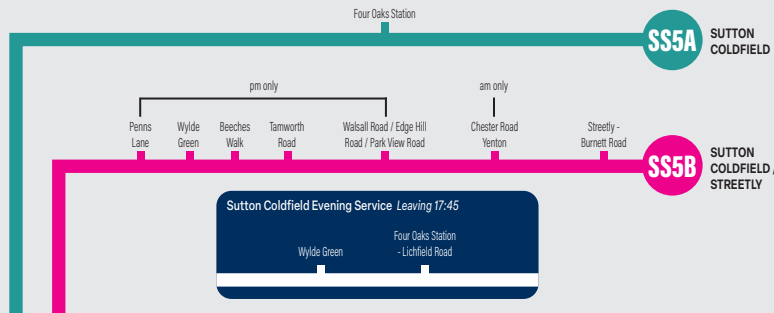 Four Oaks Station
SS5A
SUTTON
COLDFIELD
pm only
am only
Penns
Lane
Wylde
Green
Beeches
Walk
Tamworth
Road
Walsall Road / Edge Hill
Road / Park View Road
Chester Road
Yenton
Streetly -
Burnett Road
SS5B
SUTTON
COLDFIELD /
STREETLY
Sutton Coldfield Evening Service Leaving 17:45
Wylde Green
Four Oaks Station
- Lichfield Road